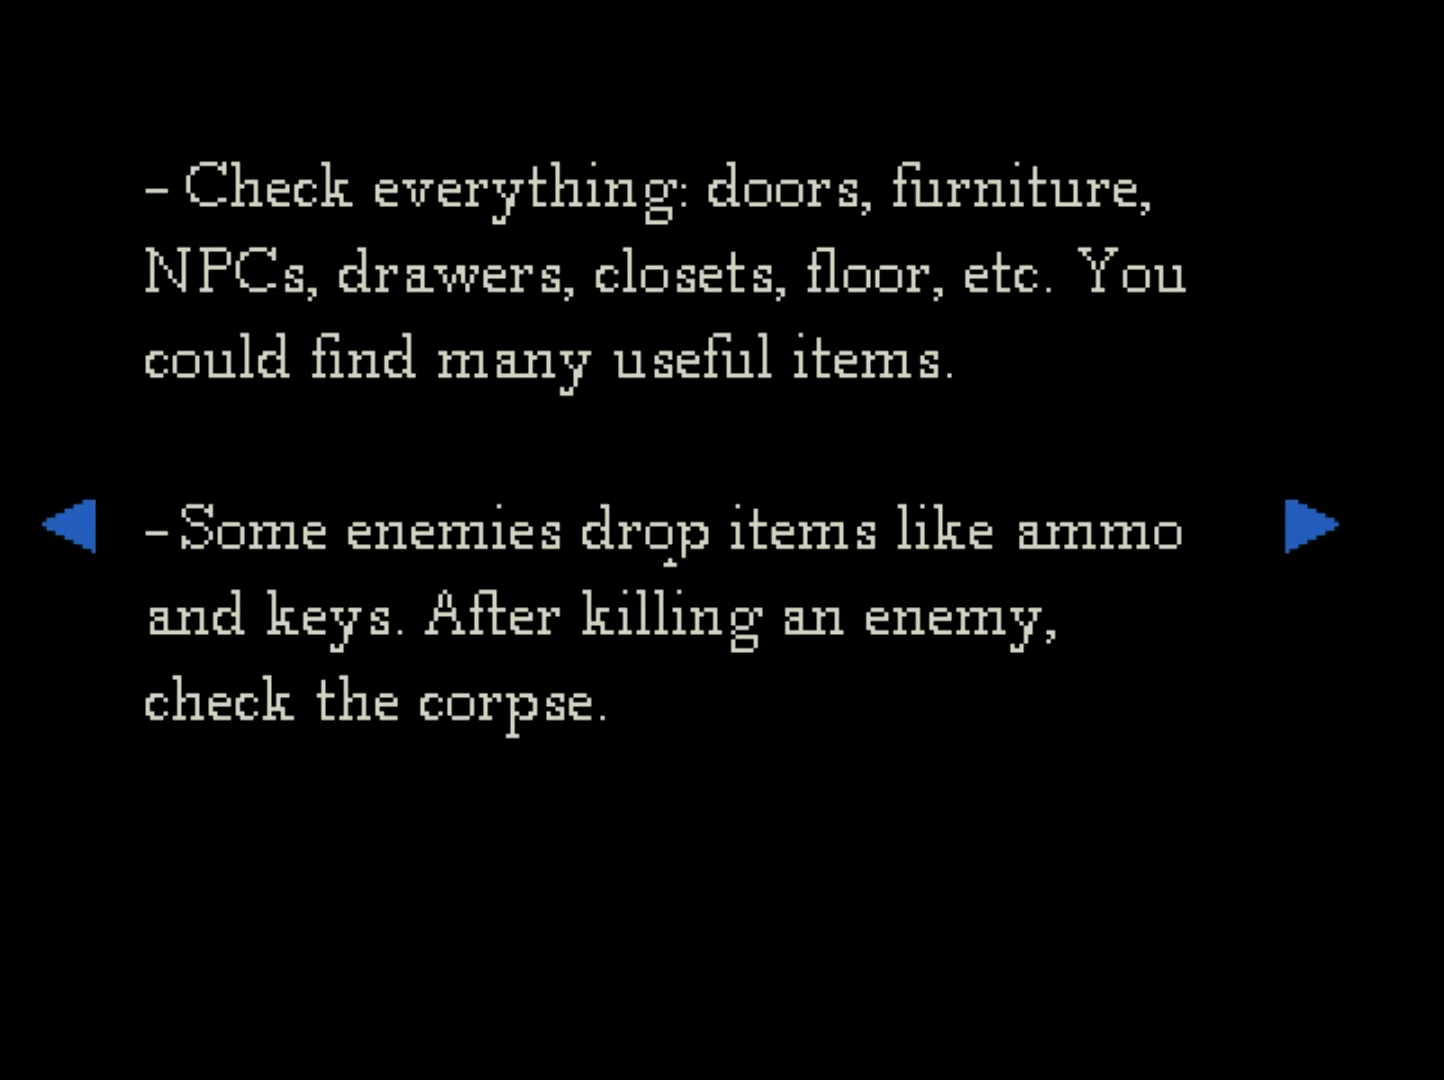 - Check everything: doors, furniture,
NPCs, drawers, closets, floor, etc. You
could find many useful items.
- Some enemies drop items like ammo
and keys. After killing an enemy,
check the corpse.